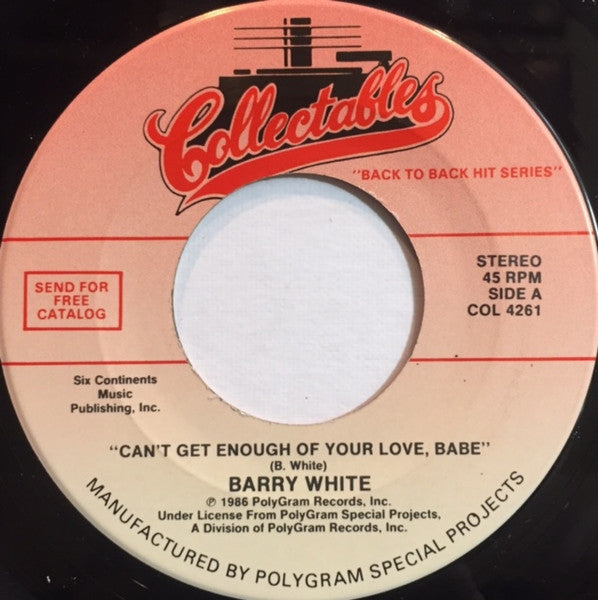 Collectables
"BACK TO BACK HIT SERIES"
SEND FOR
FREE
CATALOG
STEREO
45 RPM
SIDE A
COL 4261
Six Continents
Music
Publishing, Inc.
"CAN'T GET ENOUGH OF YOUR LOVE, BABE"
(B. White)
BARRY WHITE
℗ 1986 PolyGram Records, Inc.
Under License From PolyGram Special Projects,
A Division of PolyGram Records, Inc.
MANUFACTURED BY POLYGRAM SPECIAL PROJECTS